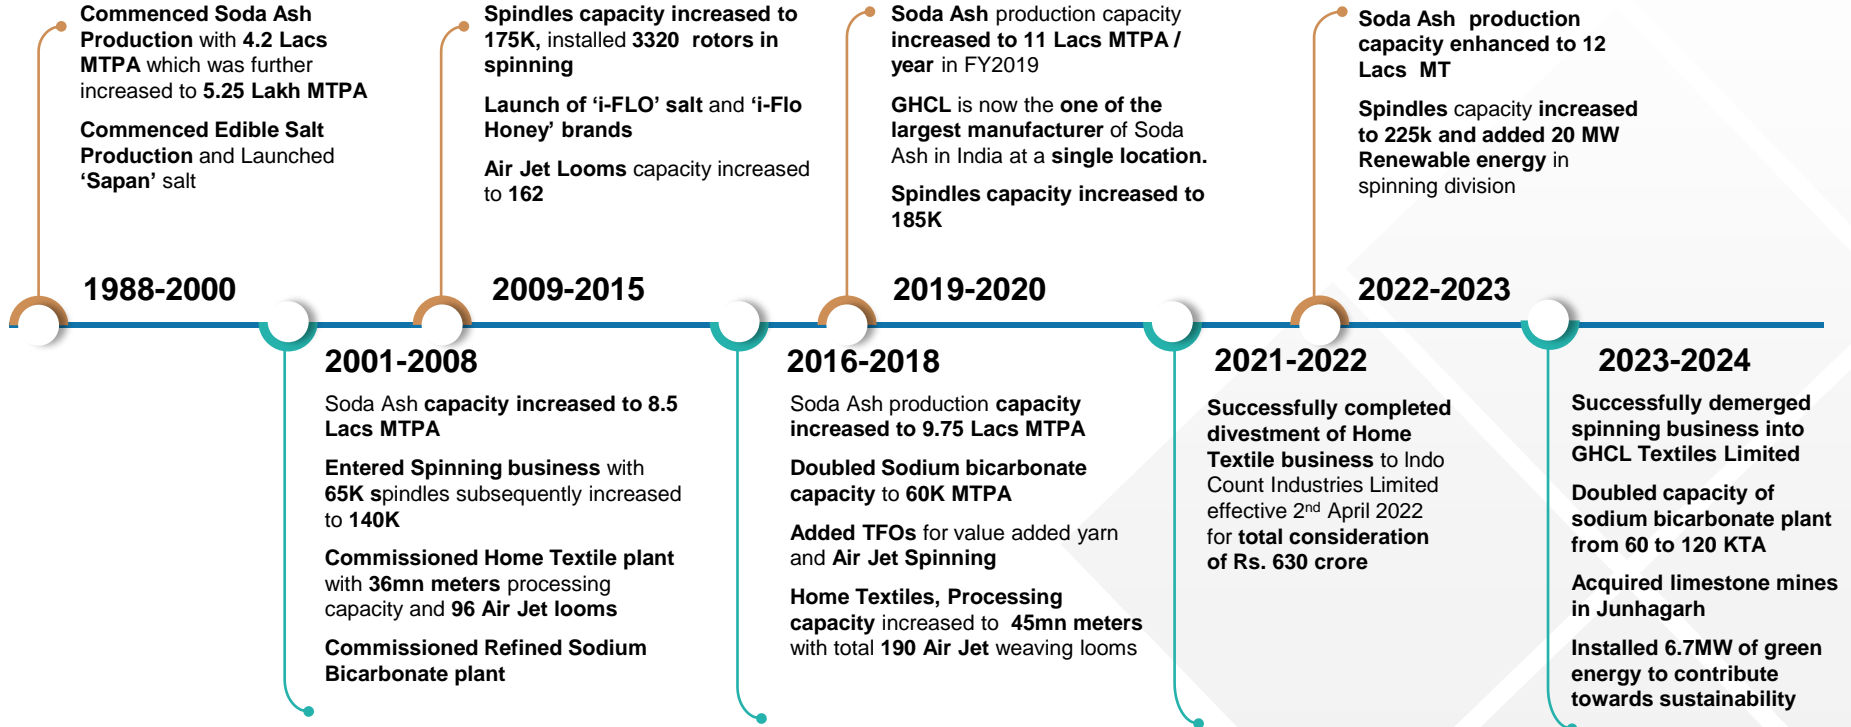 Commenced Soda Ash
Production with 4.2 Lacs
MTPA which was further
increased to 5.25 Lakh MTPA
Commenced Edible Salt
Production and Launched
‘Sapan’ salt
1988-2000
2001-2008
Soda Ash capacity increased to 8.5
Lacs MTPA
Entered Spinning business with
65K spindles subsequently increased
to 140K
Commissioned Home Textile plant
with 36mn meters processing
capacity and 96 Air Jet looms
Commissioned Refined Sodium
Bicarbonate plant
Spindles capacity increased to
175K, installed 3320 rotors in
spinning
Launch of ‘i-FLO’ salt and ‘i-Flo
Honey’ brands
Air Jet Looms capacity increased
to 162
2009-2015
2016-2018
Soda Ash production capacity
increased to 9.75 Lacs MTPA
Doubled Sodium bicarbonate
capacity to 60K MTPA
Added TFOs for value added yarn
and Air Jet Spinning
Home Textiles, Processing
capacity increased to 45mn meters
with total 190 Air Jet weaving looms
Soda Ash production capacity
increased to 11 Lacs MTPA /
year in FY2019
GHCL is now the one of the
largest manufacturer of Soda
Ash in India at a single location.
Spindles capacity increased to
185K
2019-2020
2021-2022
Successfully completed
divestment of Home
Textile business to Indo
Count Industries Limited
effective 2nd April 2022
for total consideration
of Rs. 630 crore
Soda Ash production
capacity enhanced to 12
Lacs MT
Spindles capacity increased
to 225k and added 20 MW
Renewable energy in
spinning division
2022-2023
2023-2024
Successfully demerged
spinning business into
GHCL Textiles Limited
Doubled capacity of
sodium bicarbonate plant
from 60 to 120 KTA
Acquired limestone mines
in Junhagarh
Installed 6.7MW of green
energy to contribute
towards sustainability